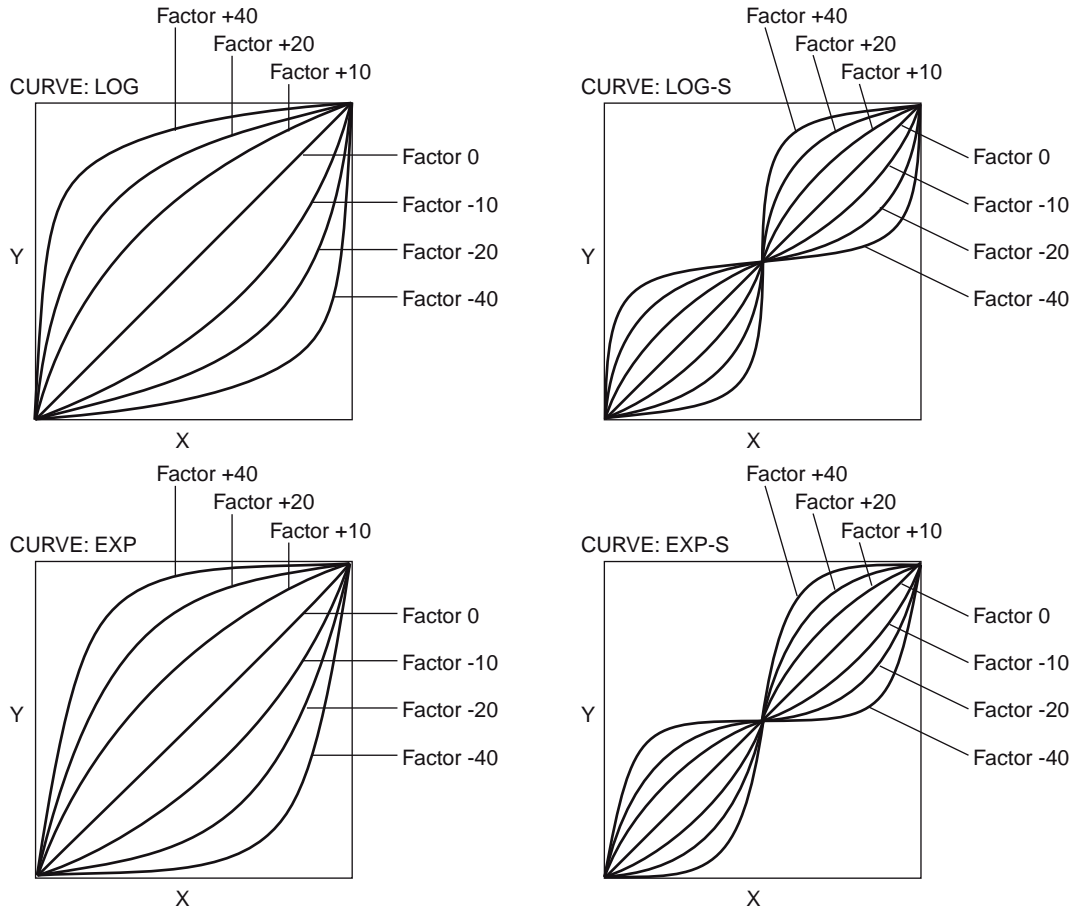 Factor +40
Factor +20
Factor +10
CURVE: LOG
Factor 0
Factor -10
Factor -20
Factor -40
Y
X
Factor +40
Factor +20
Factor +10
CURVE: LOG-S
Factor 0
Factor -10
Factor -20
Factor -40
Y
X
Factor +40
Factor +20
Factor +10
CURVE: EXP
Factor 0
Factor -10
Factor -20
Factor -40
Y
X
Factor +40
Factor +20
Factor +10
CURVE: EXP-S
Factor 0
Factor -10
Factor -20
Factor -40
Y
X